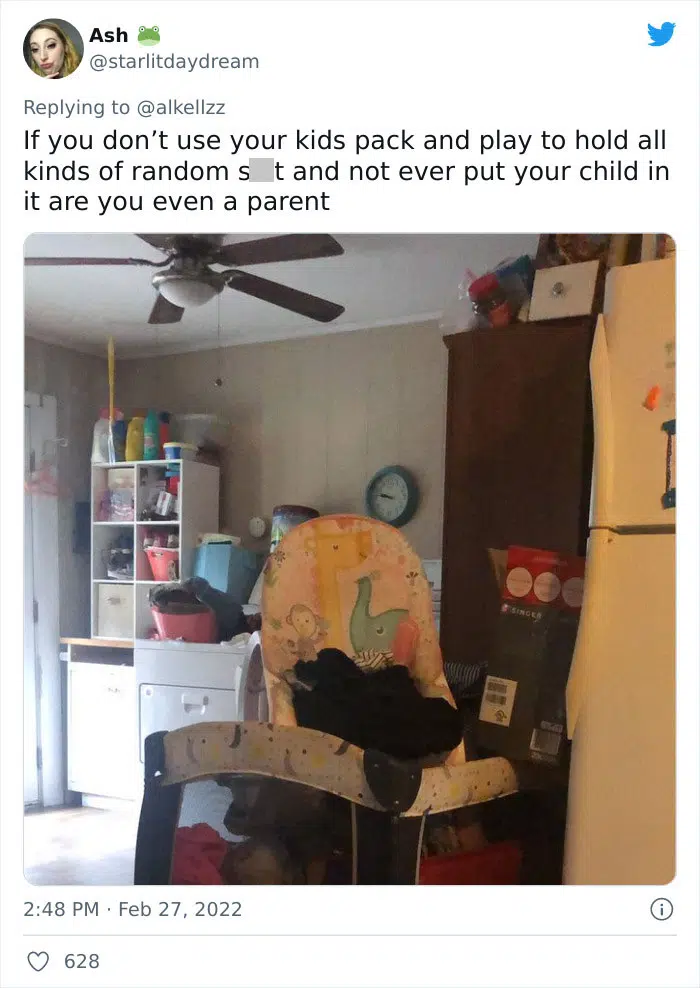 Ash 🐸
@starlitdaydream
Replying to @alkellzz
If you don’t use your kids pack and play to hold all
kinds of random s t and not ever put your child in
it are you even a parent
SINGER
2:48 PM · Feb 27, 2022
628